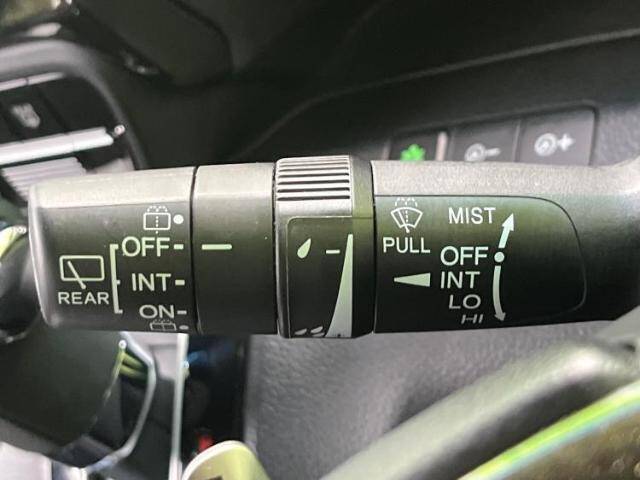 OFF
INT
ON
REAR
PULL
MIST
OFF
INT
LO
HI